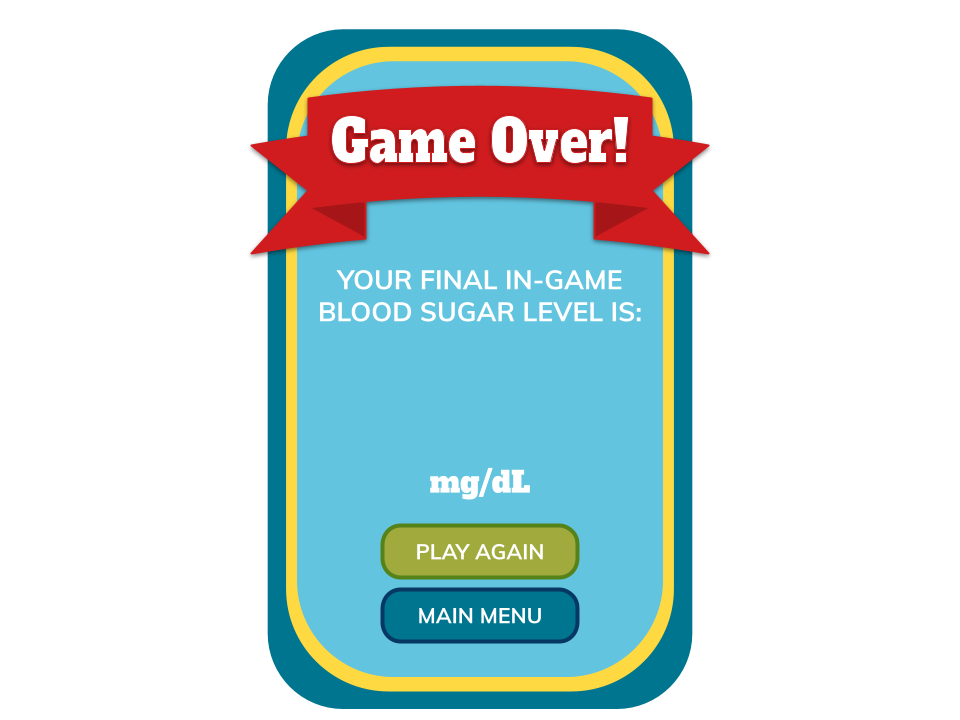 Game Over!
YOUR FINAL IN-GAME
BLOOD SUGAR LEVEL IS:
mg/dL
PLAY AGAIN
MAIN MENU